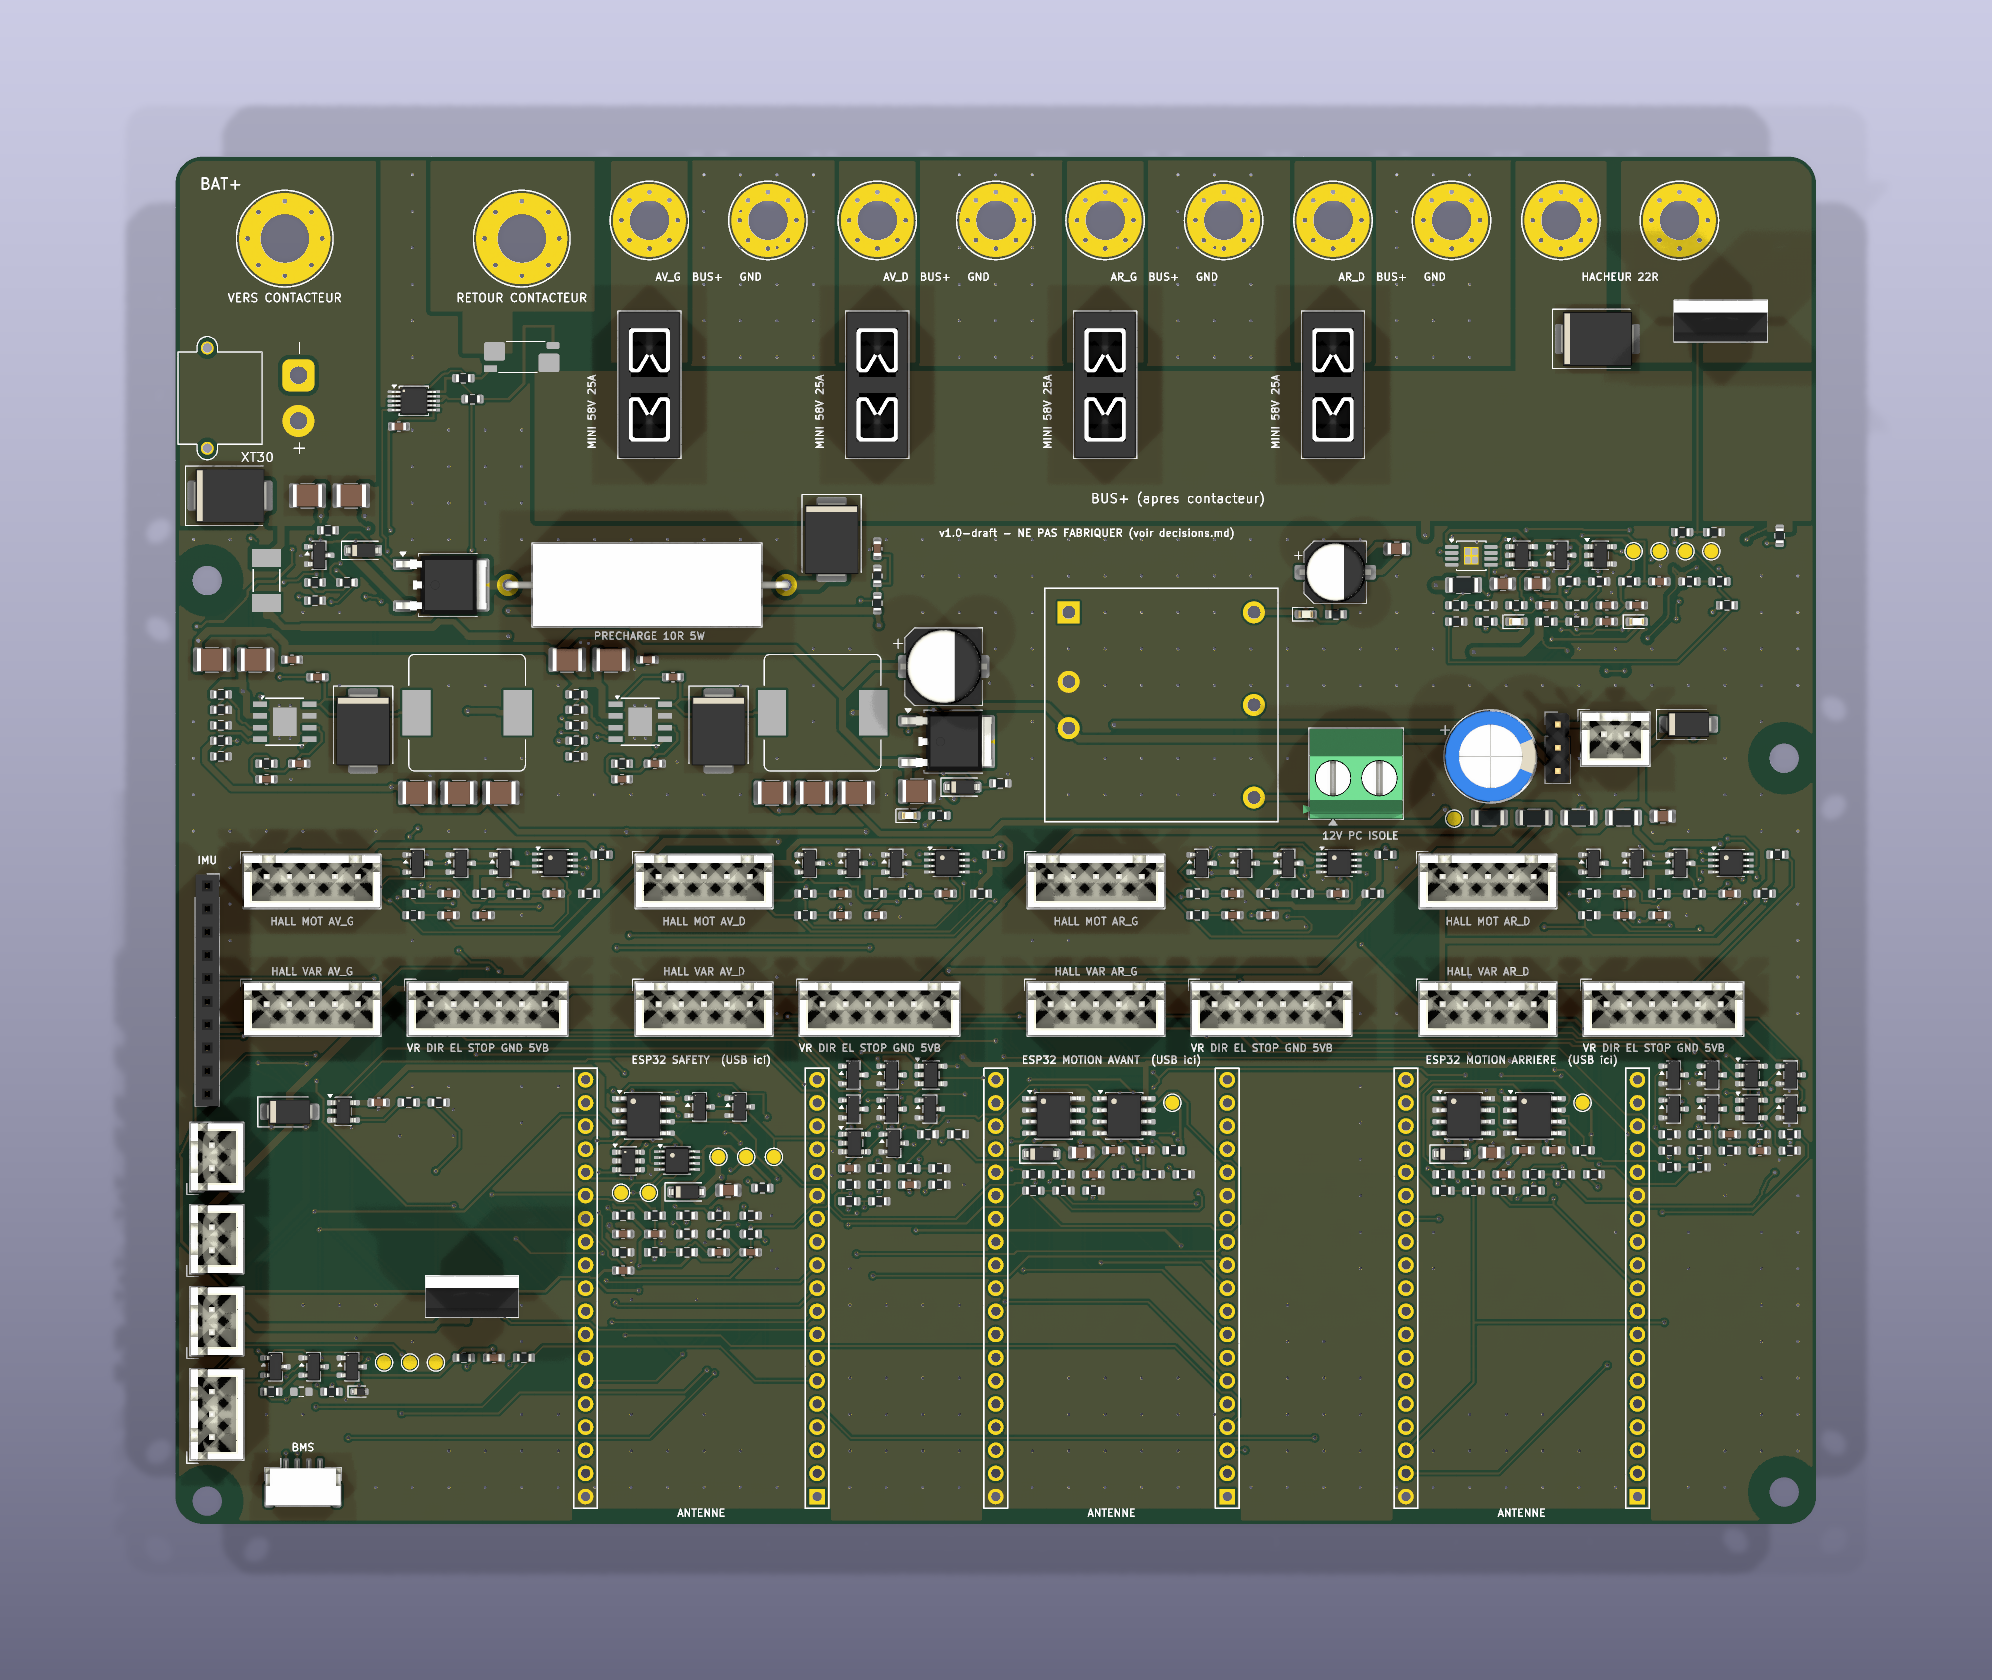 BAT+
VERS CONTACTEUR
RETOUR CONTACTEUR
AV_G BUS+ GND
AV_D BUS+ GND
AR_G BUS+ GND
AR_D BUS+ GND
HACHEUR 22R
MINI 58V 25A
MINI 58V 25A
MINI 58V 25A
MINI 58V 25A
−
+
XT30
BUS+ (apres contacteur)
v1.0-draft - NE PAS FABRIQUER (voir decisions.md)
+
PRECHARGE 10R 5W
+
+
12V PC ISOLE
IMU
HALL MOT AV_G
HALL MOT AV_D
HALL MOT AR_G
HALL MOT AR_D
HALL VAR AV_G
HALL VAR AV_D
HALL VAR AR_G
HALL VAR AR_D
VR DIR EL STOP GND 5VB
VR DIR EL STOP GND 5VB
VR DIR EL STOP GND 5VB
VR DIR EL STOP GND 5VB
ESP32 SAFETY (USB ici)
ESP32 MOTION AVANT (USB ici)
ESP32 MOTION ARRIERE (USB ici)
BMS
ANTENNE
ANTENNE
ANTENNE